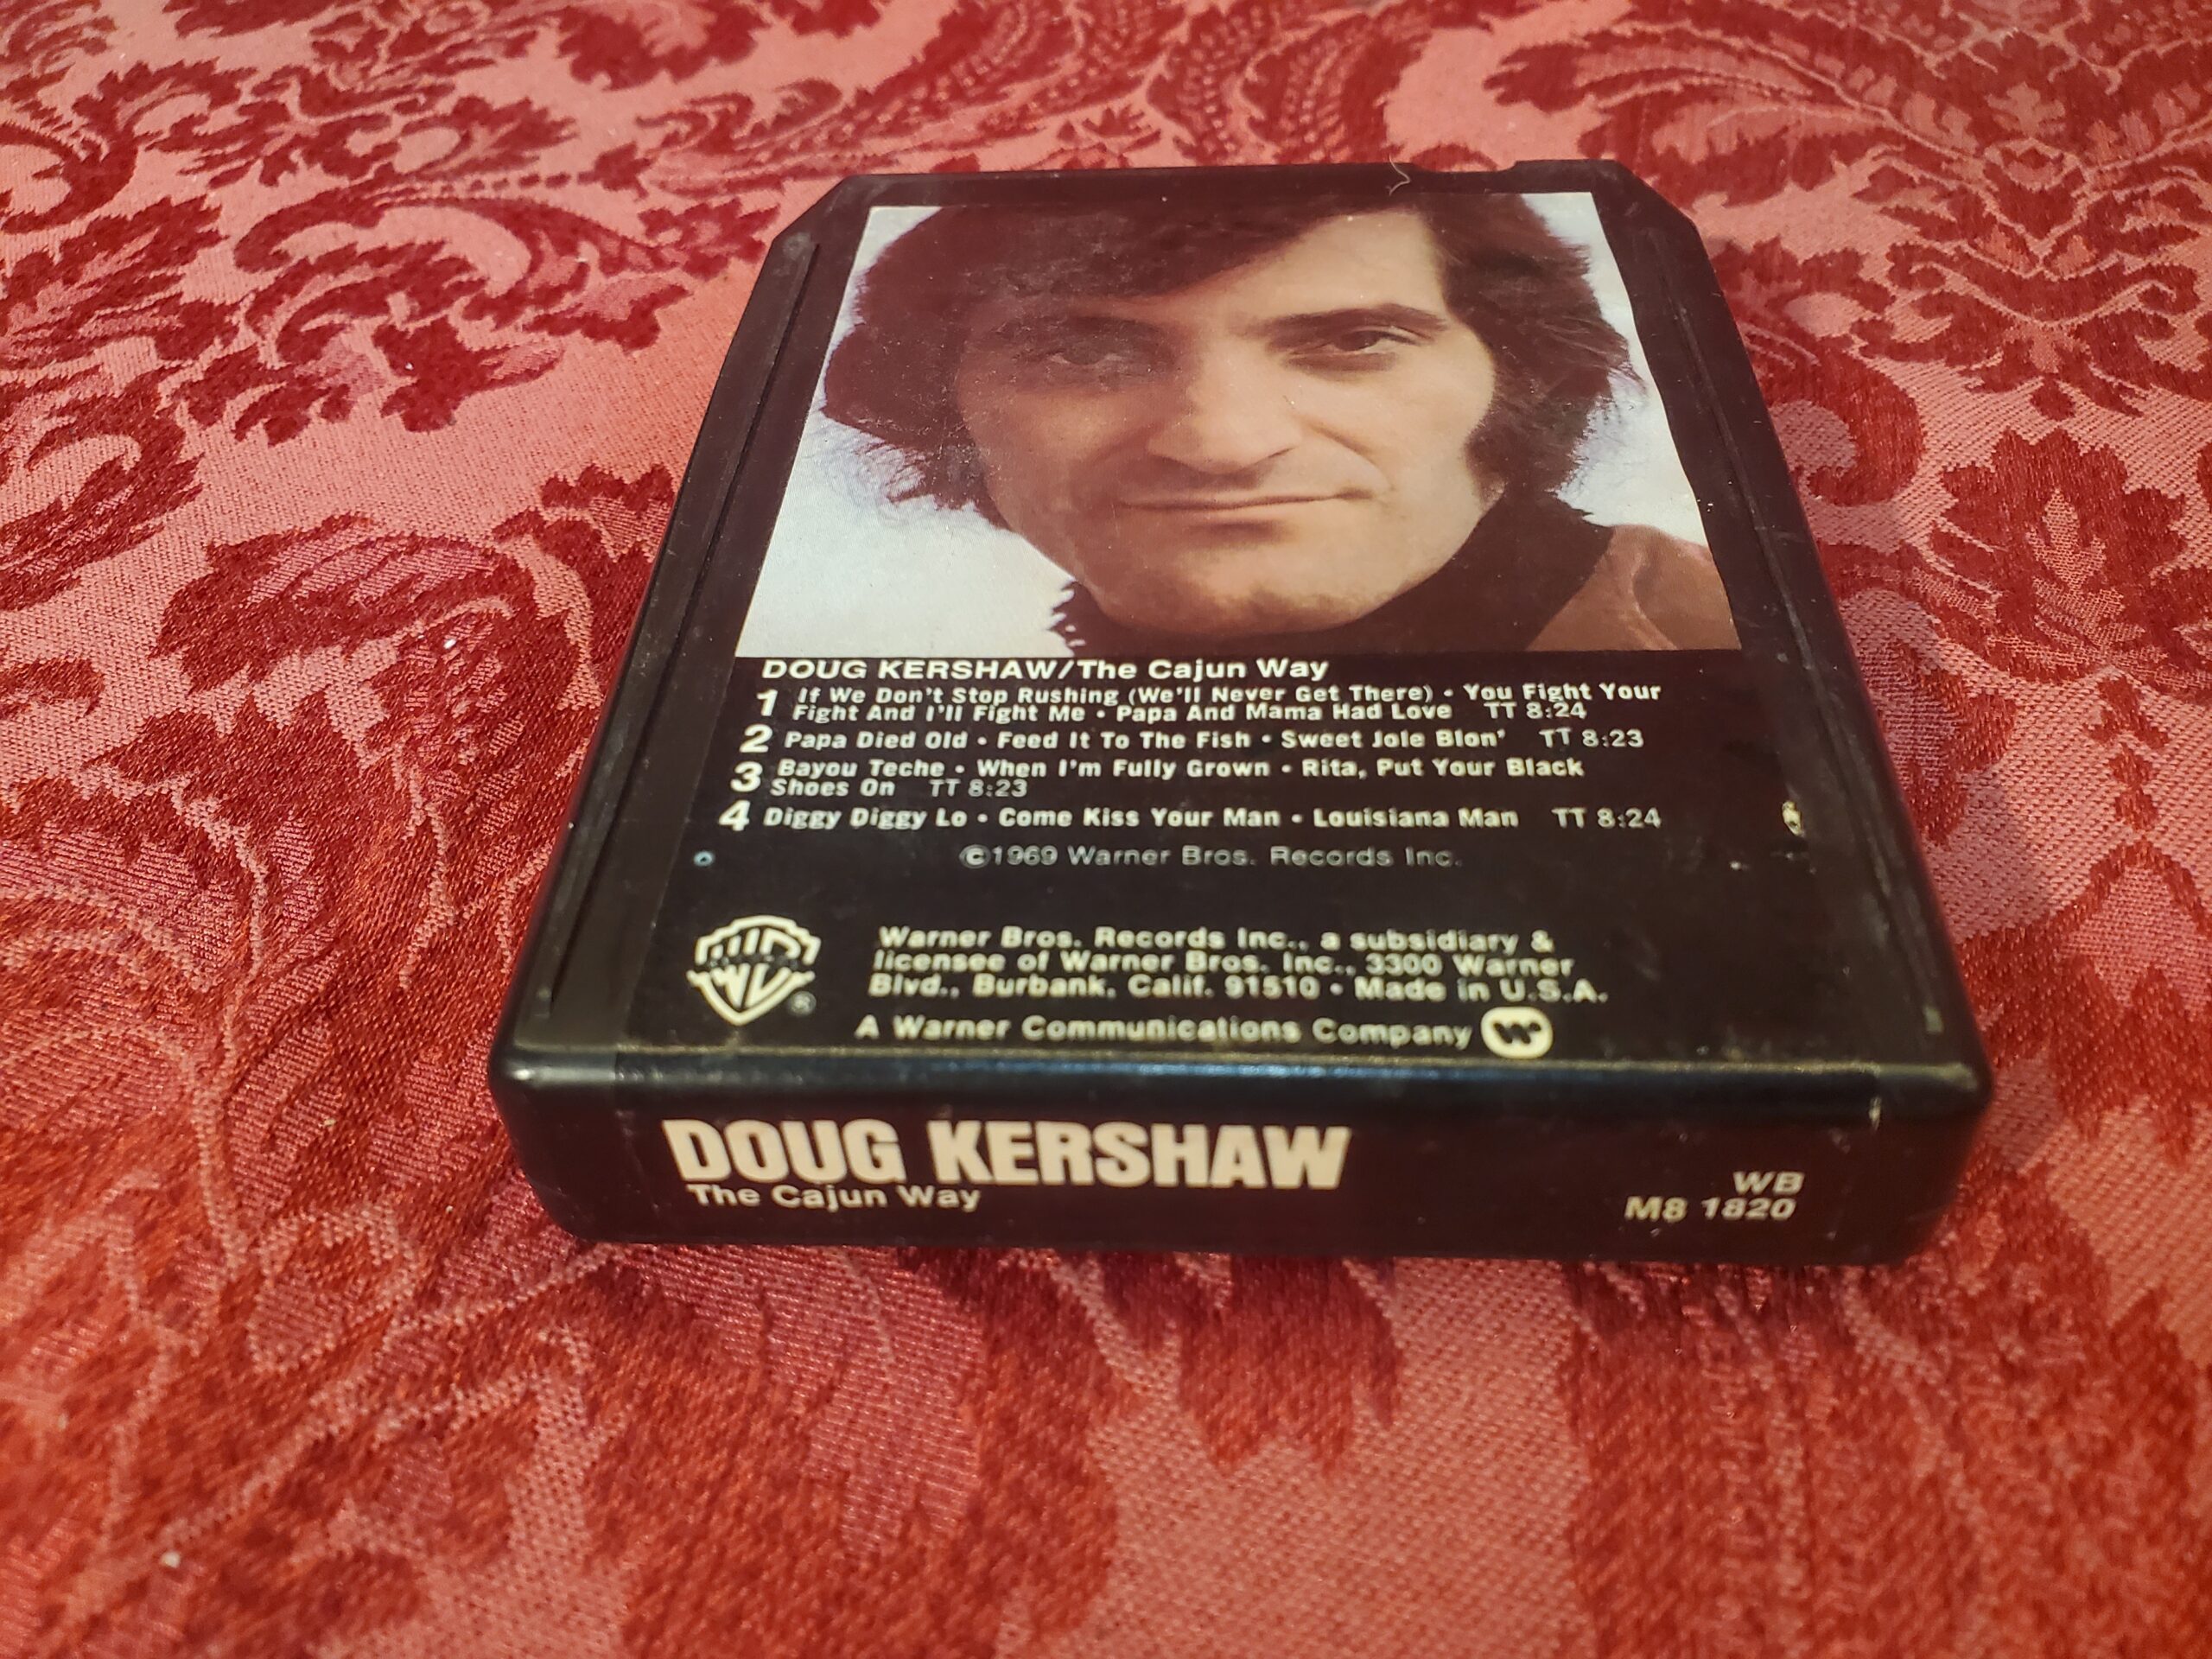 DOUG KERSHAW/The Cajun Way
1 If We Don't Stop Rushing (We'll Never Get There) • You Fight Your
Fight And I'll Fight Me • Papa And Mama Had Love TT 8:24
2 Papa Died Old • Feed It To The Fish • Sweet Jole Blon' TT 8:23
3 Bayou Teche • When I'm Fully Grown • Rita, Put Your Black
Shoes On TT 8:23
4 Diggy Diggy Lo • Come Kiss Your Man • Louisiana Man TT 8:24
©1969 Warner Bros. Records Inc.
Warner Bros. Records Inc., a subsidiary &
licensee of Warner Bros. Inc., 3300 Warner
Blvd., Burbank, Calif. 91510 • Made in U.S.A.
®
A Warner Communications Company
DOUG KERSHAW
The Cajun Way
WB
M8 1820